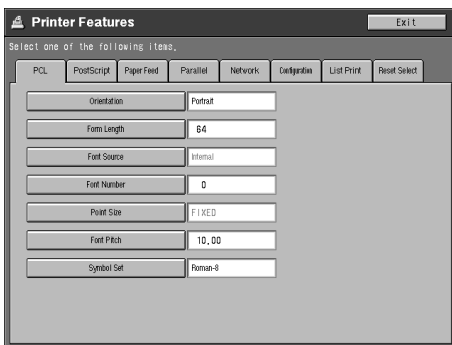 Printer Features
Exit
Select one of the following items.
PCL PostScript Paper Feed Parallel Network Configuration List Print Reset Select
Orientation Portrait
Form Length 64
Font Source Internal
Font Number 0
Point Size FIXED
Font Pitch 10.00
Symbol Set Roman-8